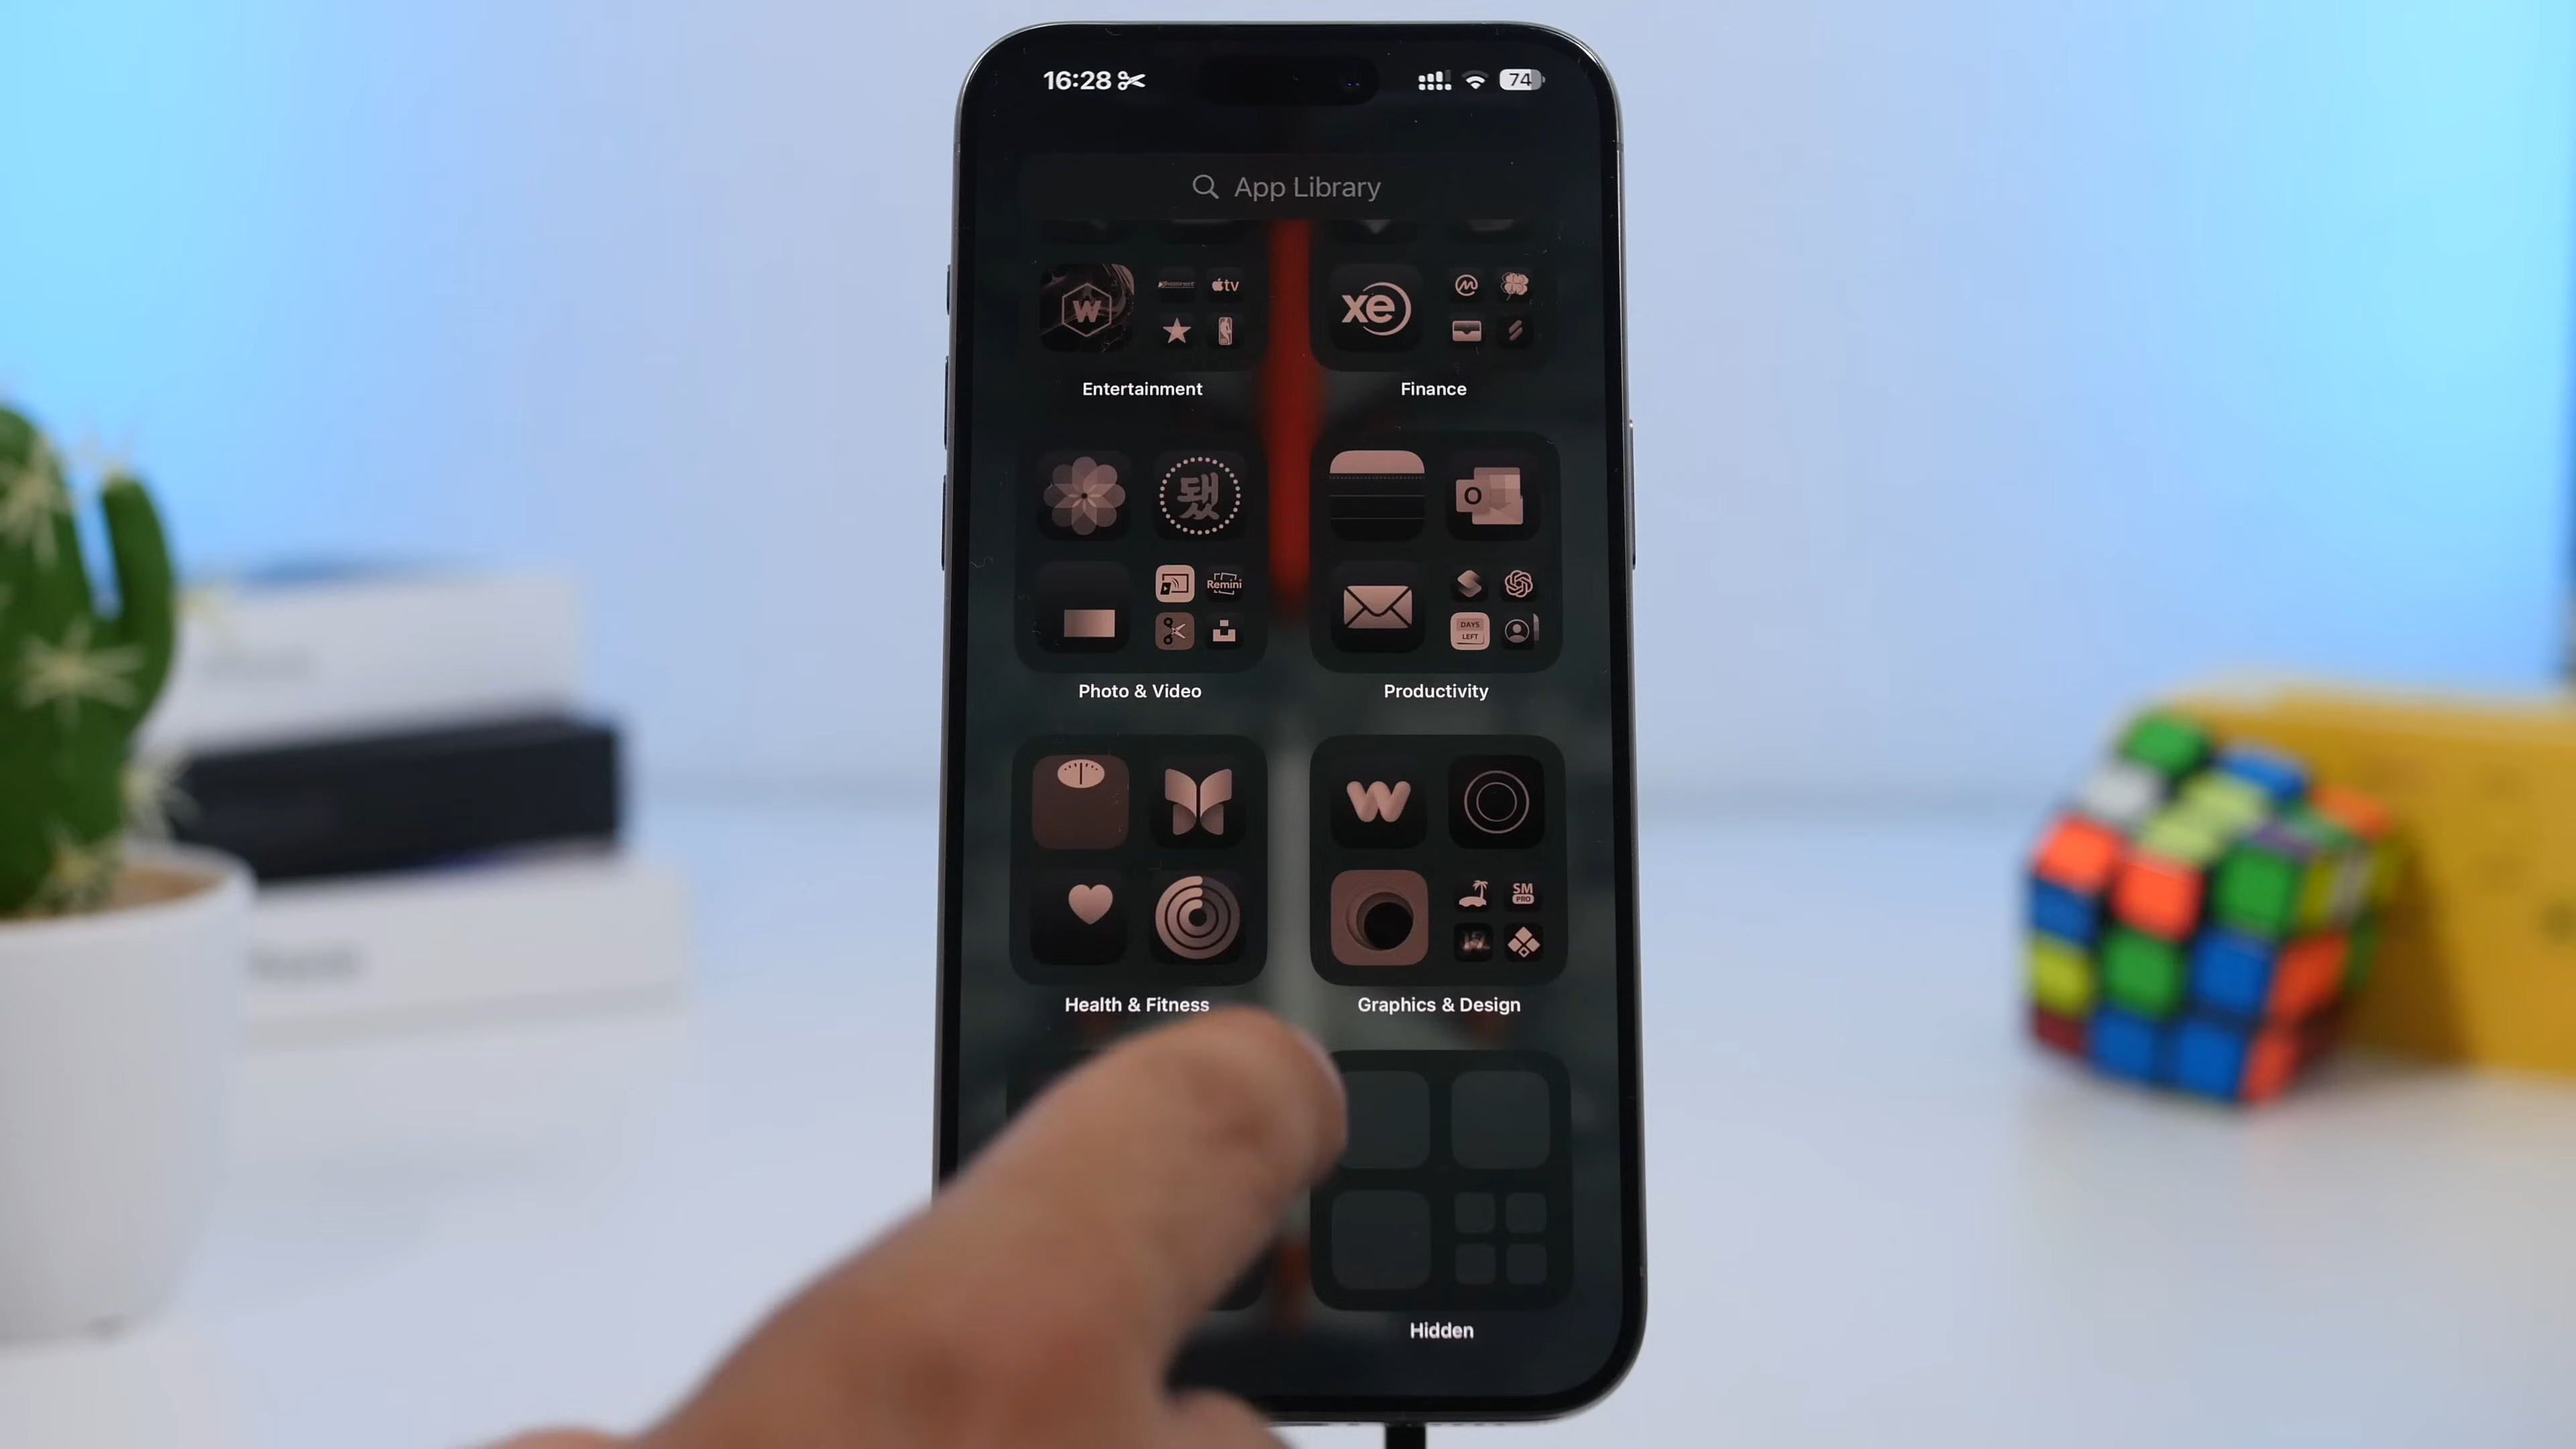 16:28
74
App Library
W
tv
xe
Entertainment
Finance
됐
O
Remini
DAYS
LEFT
Photo & Video
Productivity
W
SM
PRO
Health & Fitness
Graphics & Design
Hidden